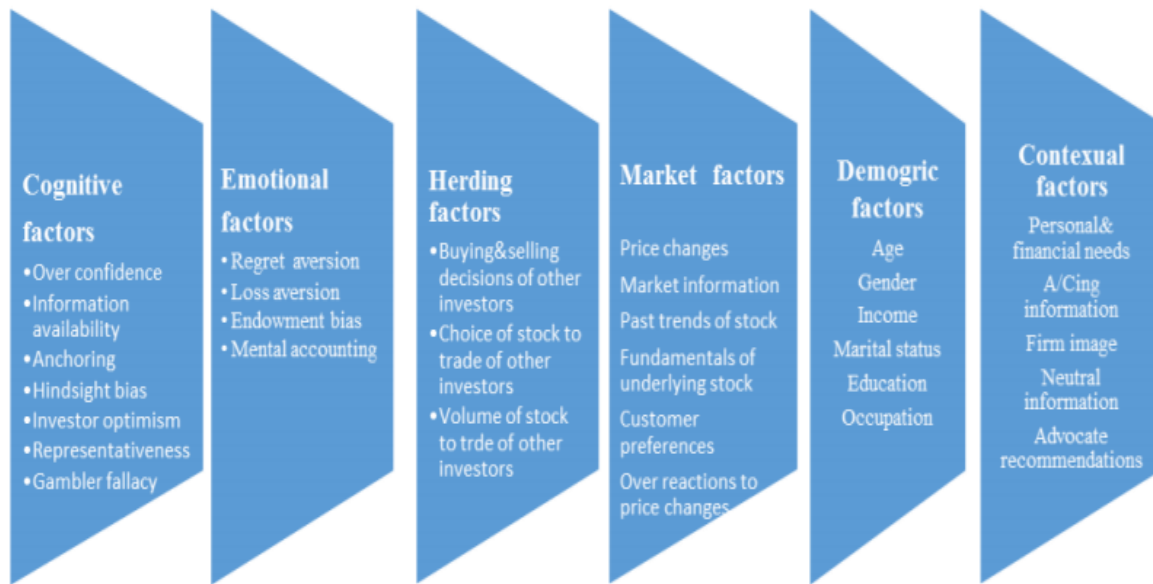 Cognitive
factors
•Over confidence
•Information
availability
•Anchoring
•Hindsight bias
•Investor optimism
•Representativeness
•Gambler fallacy
Emotional
factors
• Regret aversion
• Loss aversion
• Endowment bias
• Mental accounting
Herding
factors
•Buying&selling
decisions of other
investors
•Choice of stock to
trade of other
investors
•Volume of stock
to trde of other
investors
Market factors
Price changes
Market information
Past trends of stock
Fundamentals of
underlying stock
Customer
preferences
Over reactions to
price changes
Demogric
factors
Age
Gender
Income
Marital status
Education
Occupation
Contexual
factors
Personal&
financial needs
A/Cing
information
Firm image
Neutral
information
Advocate
recommendations